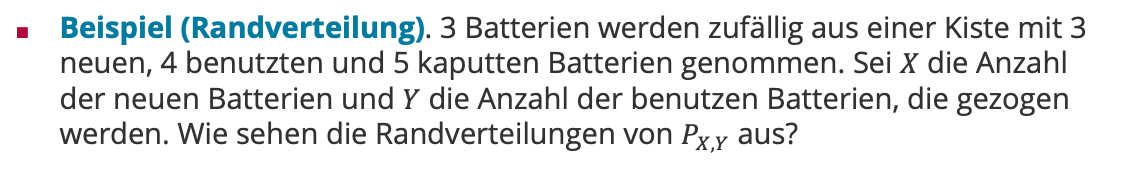 ▪ Beispiel (Randverteilung). 3 Batterien werden zufällig aus einer Kiste mit 3
neuen, 4 benutzten und 5 kaputten Batterien genommen. Sei X die Anzahl
der neuen Batterien und Y die Anzahl der benutzen Batterien, die gezogen
werden. Wie sehen die Randverteilungen von P_{X,Y} aus?